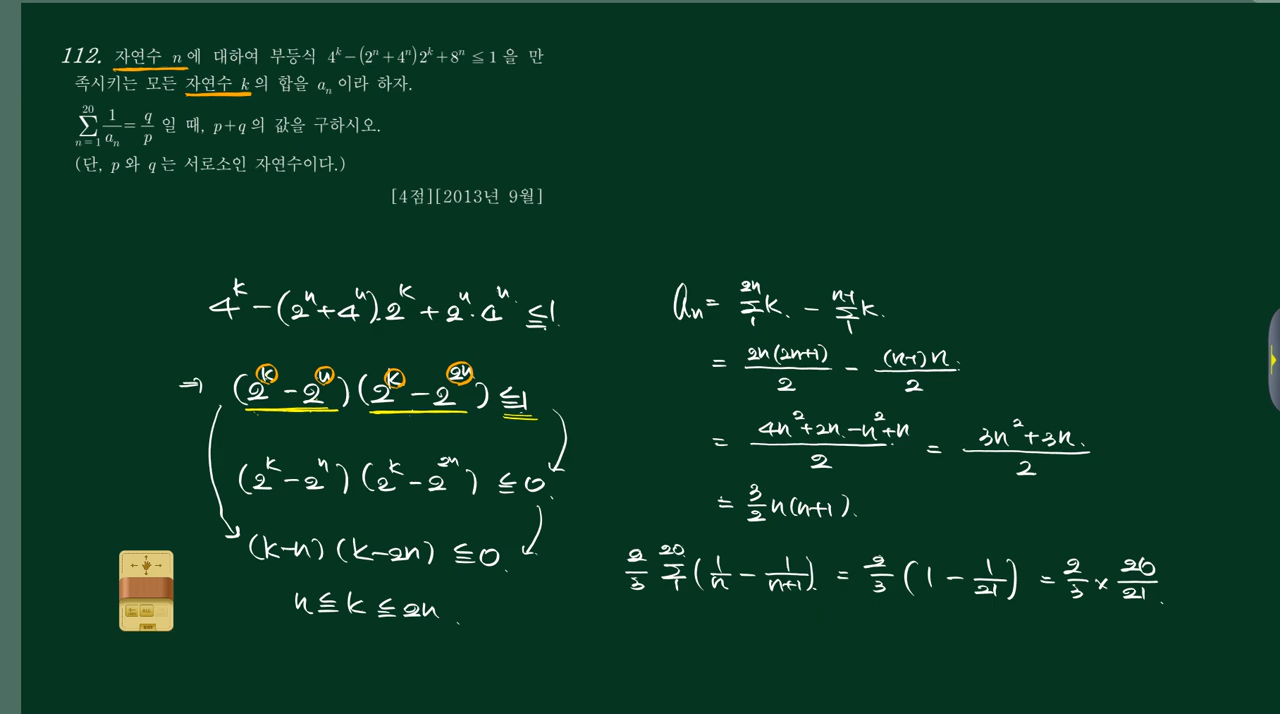 112. 자연수 n에 대하여 부등식 4^k-(2^n+4^n)2^k+8^n≦1을 만
족시키는 모든 자연수 k의 합을 a_n이라 하자.
∑_{n=1}^{20} 1/a_n = q/p 일 때, p+q의 값을 구하시오.
(단, p와 q는 서로소인 자연수이다.)
[4점][2013년 9월]
4^k-(2^n+4^n).2^k+2^n·4^n≦1
⇒ (2^k-2^n)(2^k-2^{2n})≦1
(2^k-2^n)(2^k-2^{2n})≦0.
(k-n)(k-2n)≦0.
n≦k≦2n.
a_n= ∑_1^{2n} k. - ∑_1^{n-1} k.
= 2n(2n+1)/2 - (n-1)n/2
= (4n^2+2n-n^2+n)/2 = (3n^2+3n)/2
= 3/2 n(n+1).
2/3 ∑_1^{20} (1/n - 1/(n+1)) = 2/3 (1 - 1/21) = 2/3 × 20/21.